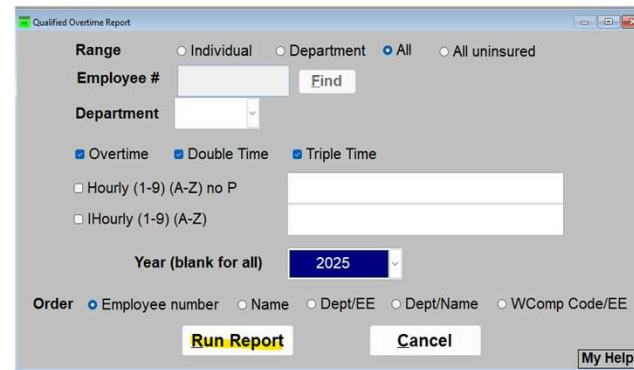 Qualified Overtime Report
Range Individual Department All All uninsured
Employee # Find
Department
Overtime Double Time Triple Time
Hourly (1-9) (A-Z) no P
IHourly (1-9) (A-Z)
Year (blank for all) 2025
Order Employee number Name Dept/EE Dept/Name WComp Code/EE
Run Report Cancel
My Help